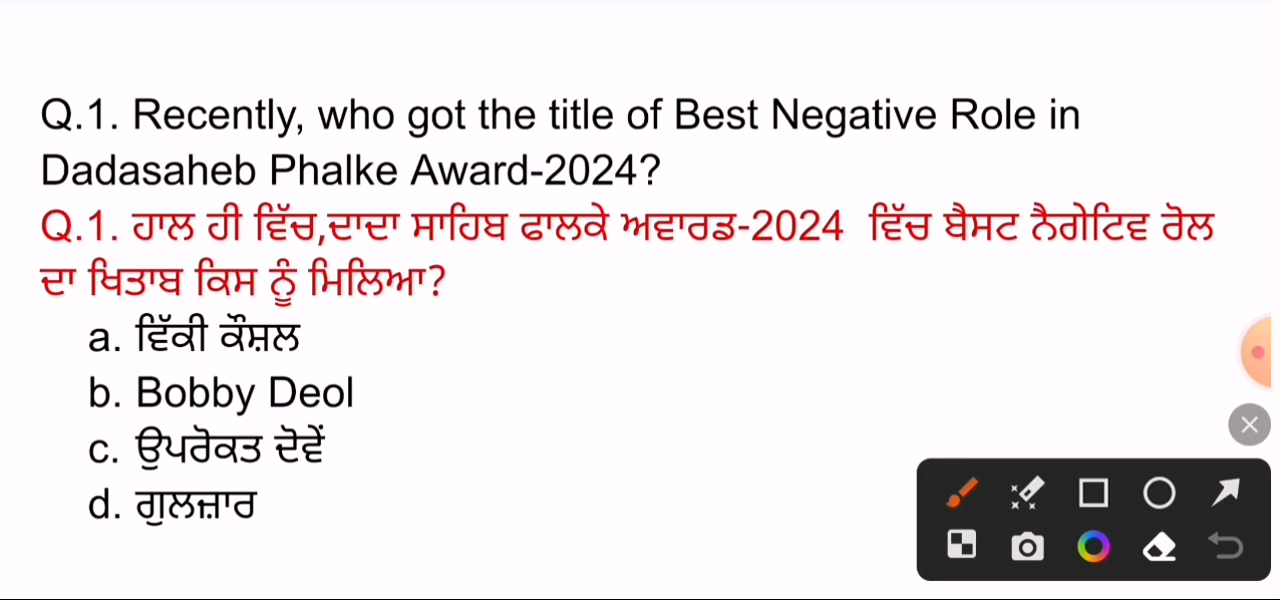 Q.1. Recently, who got the title of Best Negative Role in
Dadasaheb Phalke Award-2024?
Q.1. ਹਾਲ ਹੀ ਵਿੱਚ,ਦਾਦਾ ਸਾਹਿਬ ਫਾਲਕੇ ਅਵਾਰਡ-2024 ਵਿੱਚ ਬੈਸਟ ਨੈਗੇਟਿਵ ਰੋਲ
ਦਾ ਖਿਤਾਬ ਕਿਸ ਨੂੰ ਮਿਲਿਆ?
a. ਵਿੱਕੀ ਕੌਸ਼ਲ
b. Bobby Deol
c. ਉਪਰੋਕਤ ਦੋਵੇਂ
d. ਗੁਲਜ਼ਾਰ